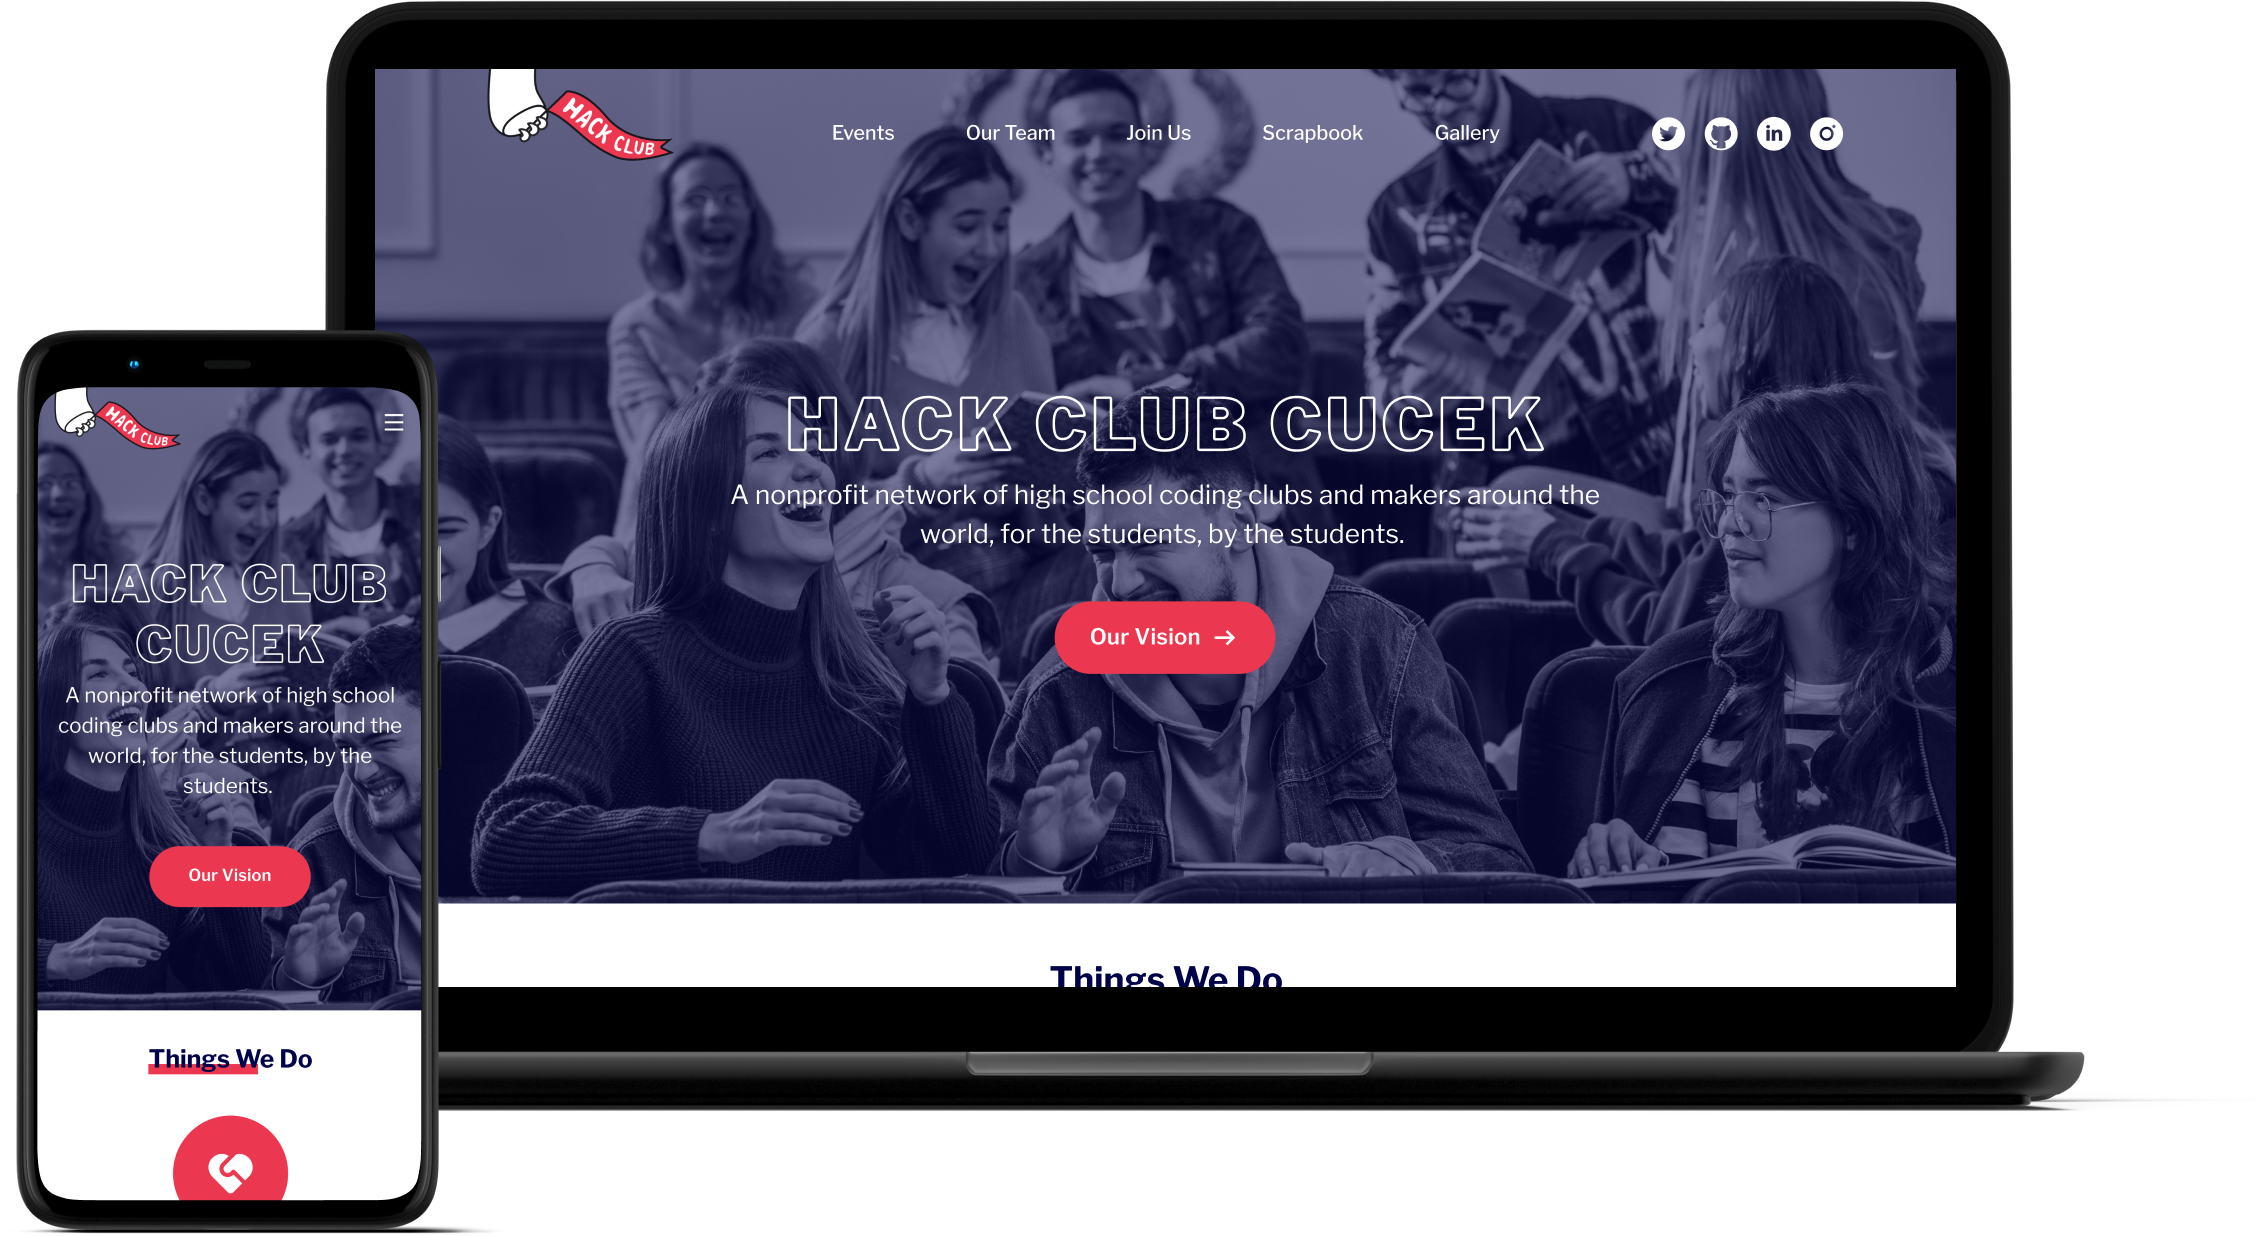 HACK CLUB
Events
Our Team
Join Us
Scrapbook
Gallery
HACK CLUB CUCEK
A nonprofit network of high school coding clubs and makers around the
world, for the students, by the students.
Our Vision →
Things We Do
HACK CLUB
HACK CLUB
CUCEK
A nonprofit network of high school
coding clubs and makers around the
world, for the students, by the
students.
Our Vision
Things We Do